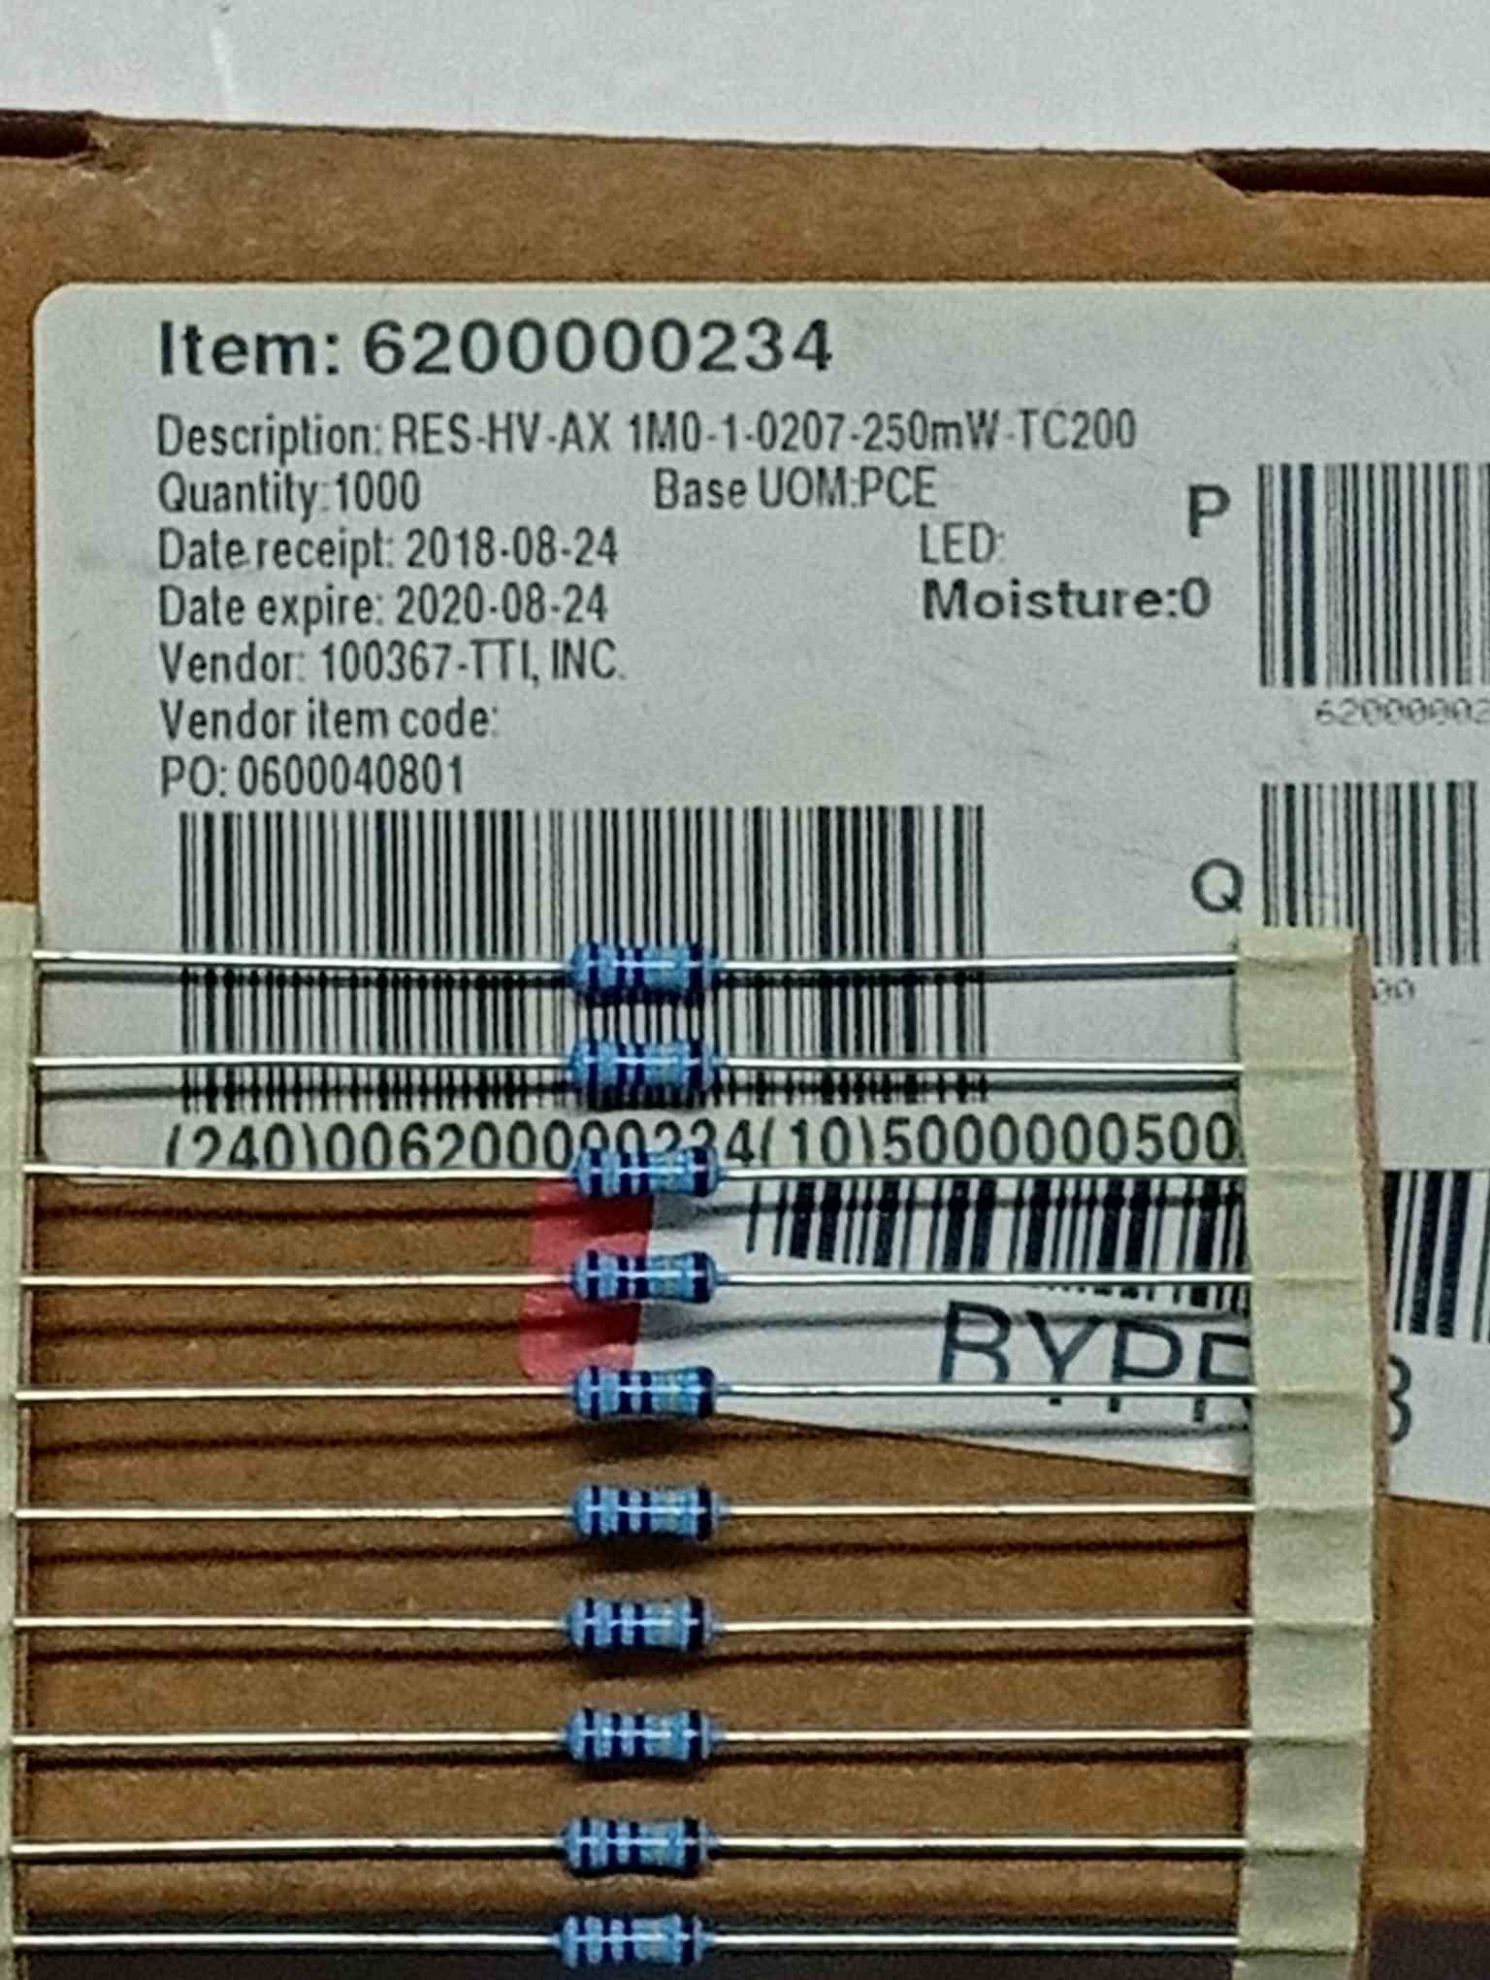 Item: 6200000234
Description: RES-HV-AX 1M0-1-0207-250mW-TC200
Quantity:1000 Base UOM:PCE
P
Date receipt: 2018-08-24 LED:
Date expire: 2020-08-24 Moisture:0
Vendor: 100367-TTI, INC.
62000002
Vendor item code:
PO: 0600040801
Q
00
(240)006200000234(10)5000000500